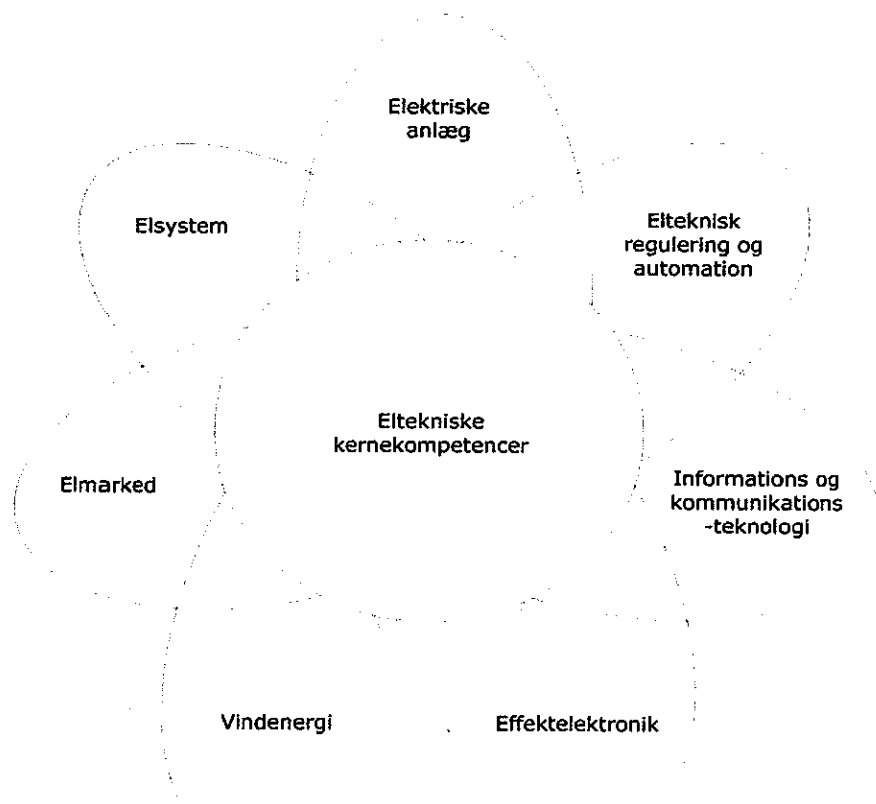 Elektriske
anlæg
Elsystem
Elteknisk
regulering og
automation
Eltekniske
kernekompetencer
Elmarked
Informations og
kommunikations
-teknologi
Vindenergi
Effektelektronik